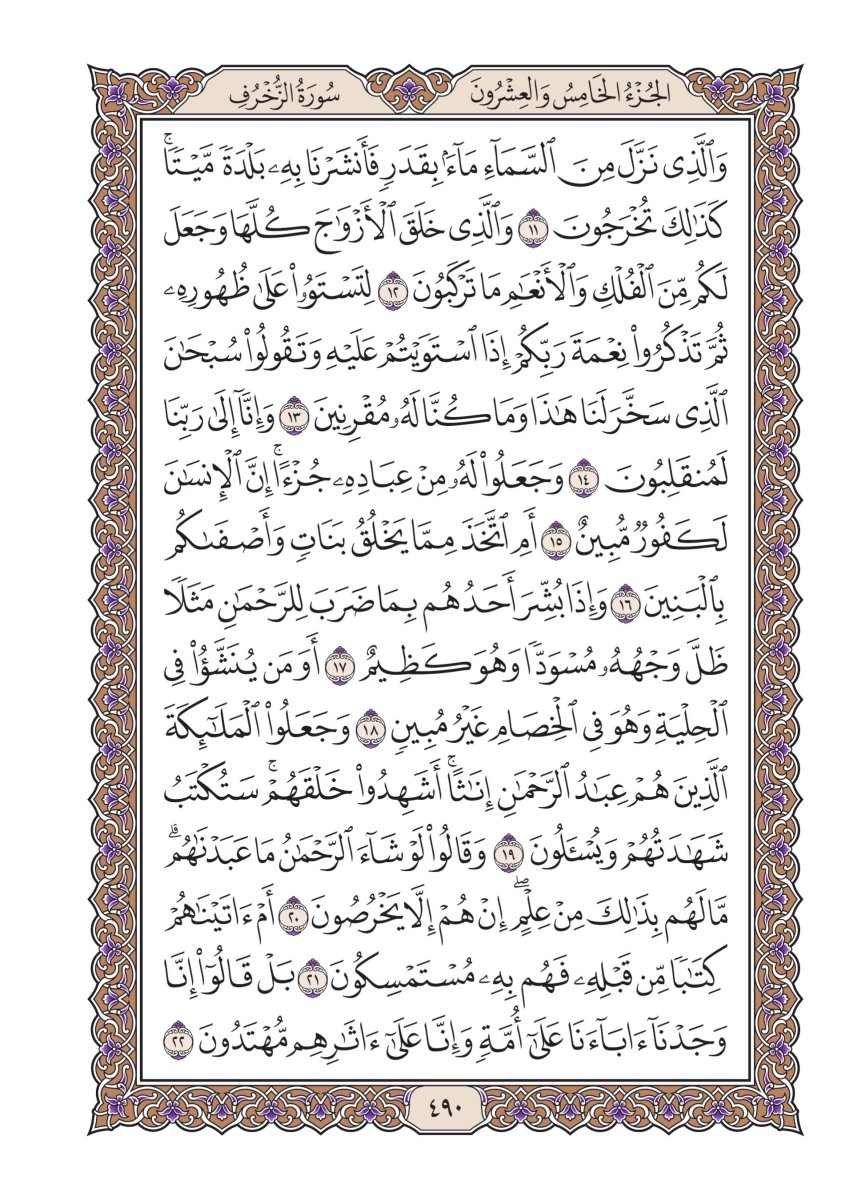 الجُزْءُ الخَامِسُ وَالعِشْرُونَ
سُورَةُ الزُّخْرُفِ
وَٱلَّذِى نَزَّلَ مِنَ ٱلسَّمَآءِ مَآءَۢ بِقَدَرٖ فَأَنشَرۡنَا بِهِۦ بَلۡدَةٗ مَّيۡتٗاۚ
كَذَٰلِكَ تُخۡرَجُونَ ١١ وَٱلَّذِى خَلَقَ ٱلۡأَزۡوَٰجَ كُلَّهَا وَجَعَلَ
لَكُم مِّنَ ٱلۡفُلۡكِ وَٱلۡأَنۡعَٰمِ مَا تَرۡكَبُونَ ١٢ لِتَسۡتَوُۥاْ عَلَىٰ ظُهُورِهِۦ
ثُمَّ تَذۡكُرُواْ نِعۡمَةَ رَبِّكُمۡ إِذَا ٱسۡتَوَيۡتُمۡ عَلَيۡهِ وَتَقُولُواْ سُبۡحَٰنَ
ٱلَّذِى سَخَّرَ لَنَا هَٰذَا وَمَا كُنَّا لَهُۥ مُقۡرِنِينَ ١٣ وَإِنَّآ إِلَىٰ رَبِّنَا
لَمُنقَلِبُونَ ١٤ وَجَعَلُواْ لَهُۥ مِنۡ عِبَادِهِۦ جُزۡءًاۚ إِنَّ ٱلۡإِنسَٰنَ
لَكَفُورٞ مُّبِينٌ ١٥ أَمِ ٱتَّخَذَ مِمَّا يَخۡلُقُ بَنَاتٖ وَأَصۡفَىٰكُم
بِٱلۡبَنِينَ ١٦ وَإِذَا بُشِّرَ أَحَدُهُم بِمَا ضَرَبَ لِلرَّحۡمَٰنِ مَثَلٗا
ظَلَّ وَجۡهُهُۥ مُسۡوَدّٗا وَهُوَ كَظِيمٌ ١٧ أَوَمَن يُنَشَّؤُاْ فِى
ٱلۡحِلۡيَةِ وَهُوَ فِى ٱلۡخِصَامِ غَيۡرُ مُبِينٖ ١٨ وَجَعَلُواْ ٱلۡمَلَٰٓئِكَةَ
ٱلَّذِينَ هُمۡ عِبَٰدُ ٱلرَّحۡمَٰنِ إِنَٰثًاۚ أَشَهِدُواْ خَلۡقَهُمۡۚ سَتُكۡتَبُ
شَهَٰدَتُهُمۡ وَيُسۡـَٔلُونَ ١٩ وَقَالُواْ لَوۡ شَآءَ ٱلرَّحۡمَٰنُ مَا عَبَدۡنَٰهُمۗ
مَّا لَهُم بِذَٰلِكَ مِنۡ عِلۡمٍۖ إِنۡ هُمۡ إِلَّا يَخۡرُصُونَ ٢٠ أَمۡ ءَاتَيۡنَٰهُمۡ
كِتَٰبٗا مِّن قَبۡلِهِۦ فَهُم بِهِۦ مُسۡتَمۡسِكُونَ ٢١ بَلۡ قَالُوٓاْ إِنَّا
وَجَدۡنَآ ءَابَآءَنَا عَلَىٰٓ أُمَّةٖ وَإِنَّا عَلَىٰٓ ءَاثَٰرِهِم مُّهۡتَدُونَ ٢٢
٤٩٠